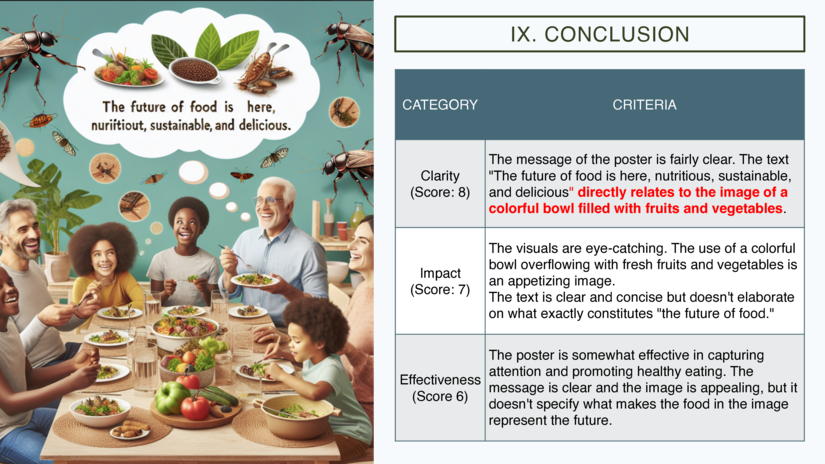 The future of food is here,
nuriftiout, sustainable, and delicious.
IX. CONCLUSION
CATEGORY
CRITERIA
Clarity
(Score: 8)
The message of the poster is fairly clear. The text
"The future of food is here, nutritious, sustainable,
and delicious" directly relates to the image of a
colorful bowl filled with fruits and vegetables.
Impact
(Score: 7)
The visuals are eye-catching. The use of a colorful
bowl overflowing with fresh fruits and vegetables is
an appetizing image.
The text is clear and concise but doesn't elaborate
on what exactly constitutes "the future of food."
Effectiveness
(Score 6)
The poster is somewhat effective in capturing
attention and promoting healthy eating. The
message is clear and the image is appealing, but it
doesn't specify what makes the food in the image
represent the future.